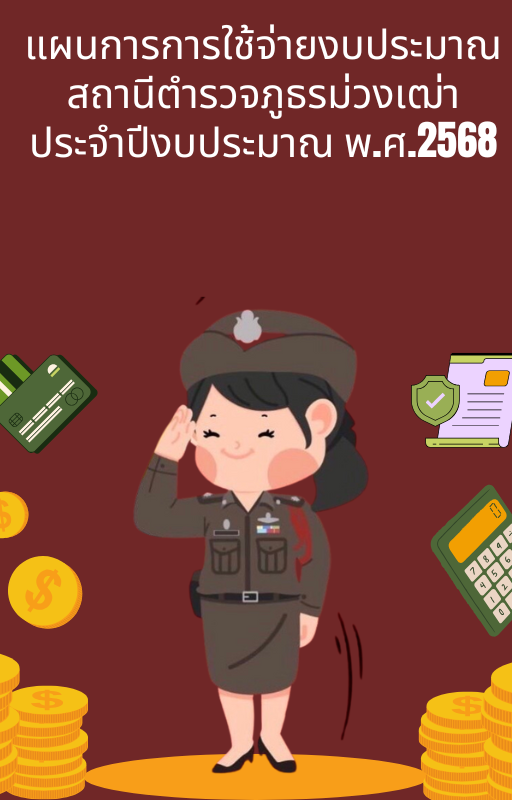 แผนการการใช้จ่ายงบประมาณ
สถานีตำรวจภูธรม่วงเฒ่า
ประจำปีงบประมาณ พ.ศ.2568